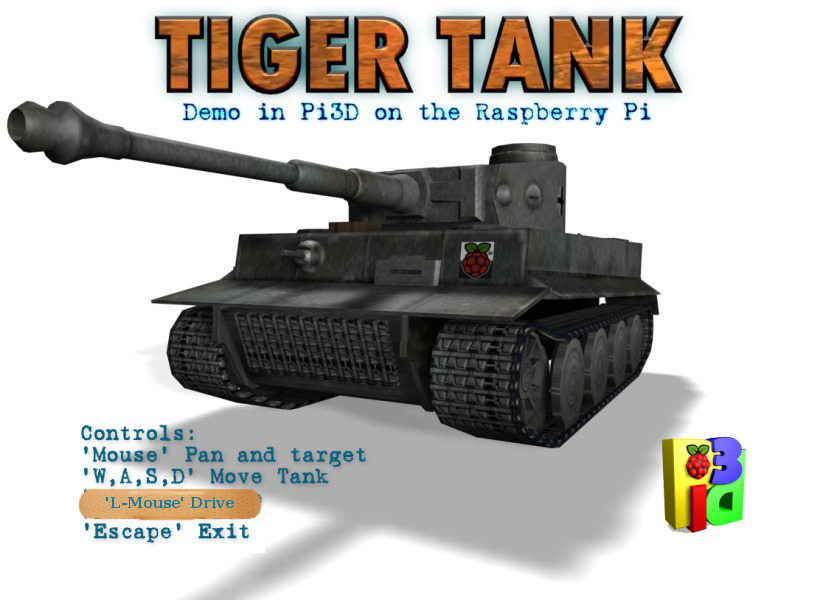 TIGER TANK
Demo in Pi3D on the Raspberry Pi
Controls:
'Mouse' Pan and target
'W,A,S,D' Move Tank
'L-Mouse' Drive
'Escape' Exit
Pi3d